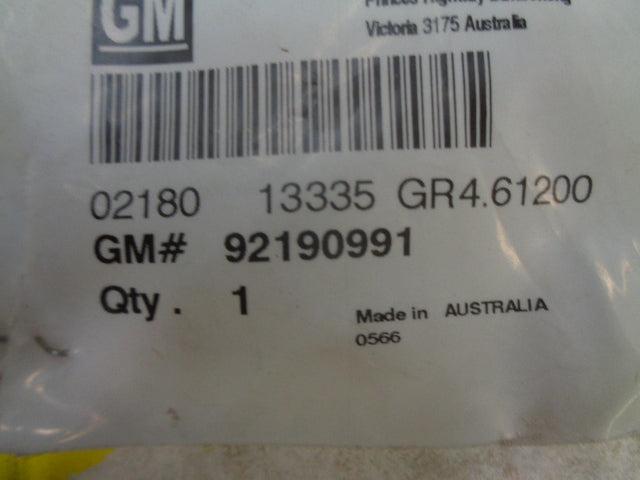 GM
Victoria 3175 Australia
02180 13335 GR4.61200
GM# 92190991
Qty . 1
Made in AUSTRALIA
0566